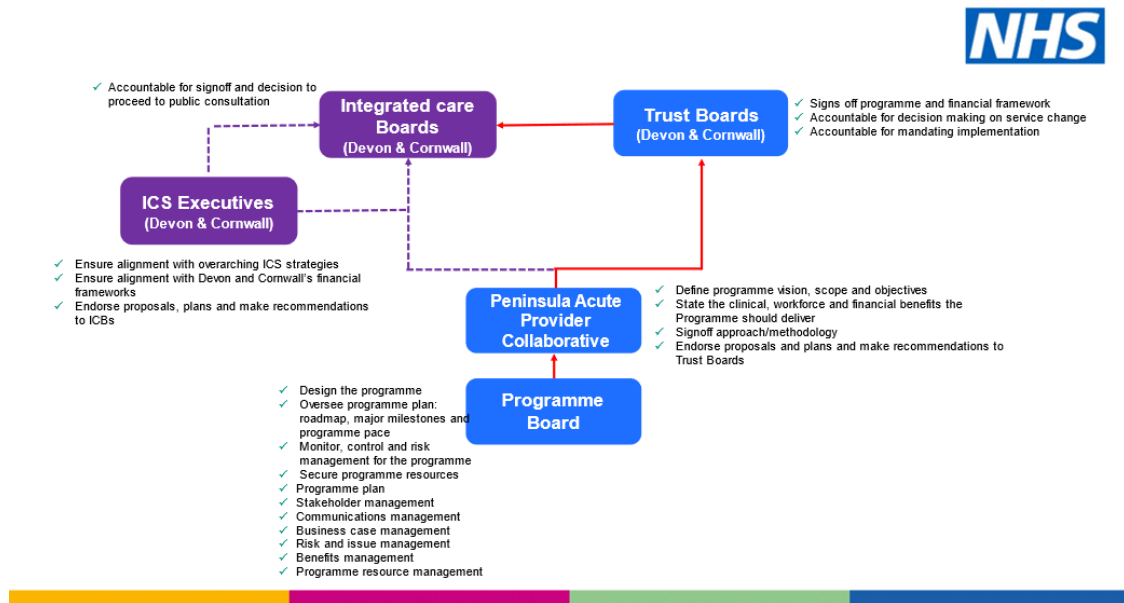 NHS
✓ Accountable for signoff and decision to
proceed to public consultation
Integrated care
Boards
(Devon & Cornwall)
Trust Boards
(Devon & Cornwall)
✓ Signs off programme and financial framework
✓ Accountable for decision making on service change
✓ Accountable for mandating implementation
ICS Executives
(Devon & Cornwall)
✓ Ensure alignment with overarching ICS strategies
✓ Ensure alignment with Devon and Cornwall's financial
frameworks
✓ Endorse proposals, plans and make recommendations
to ICBs
Peninsula Acute
Provider
Collaborative
✓ Define programme vision, scope and objectives
✓ State the clinical, workforce and financial benefits the
Programme should deliver
✓ Signoff approach/methodology
✓ Endorse proposals and plans and make recommendations to
Trust Boards
Programme
Board
✓ Design the programme
✓ Oversee programme plan:
roadmap, major milestones and
programme pace
✓ Monitor, control and risk
management for the programme
✓ Secure programme resources
✓ Programme plan
✓ Stakeholder management
✓ Communications management
✓ Business case management
✓ Risk and issue management
✓ Benefits management
✓ Programme resource management